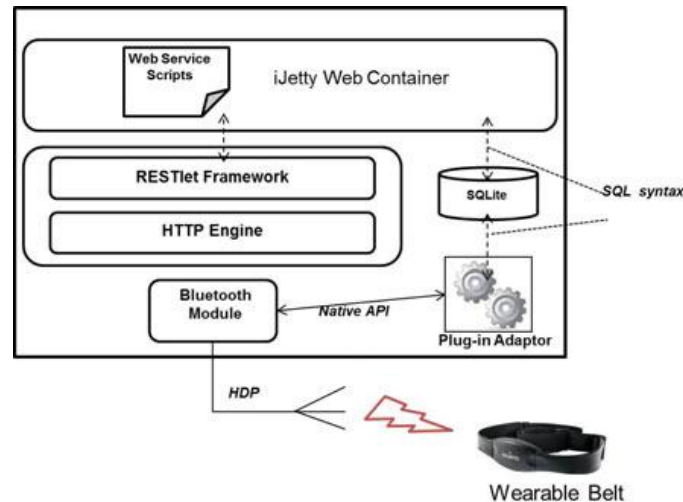 Web Service
Scripts
iJetty Web Container
RESTlet Framework
HTTP Engine
SQLite
SQL syntax
Bluetooth
Module
Native API
Plug-in Adaptor
HDP
Wearable Belt